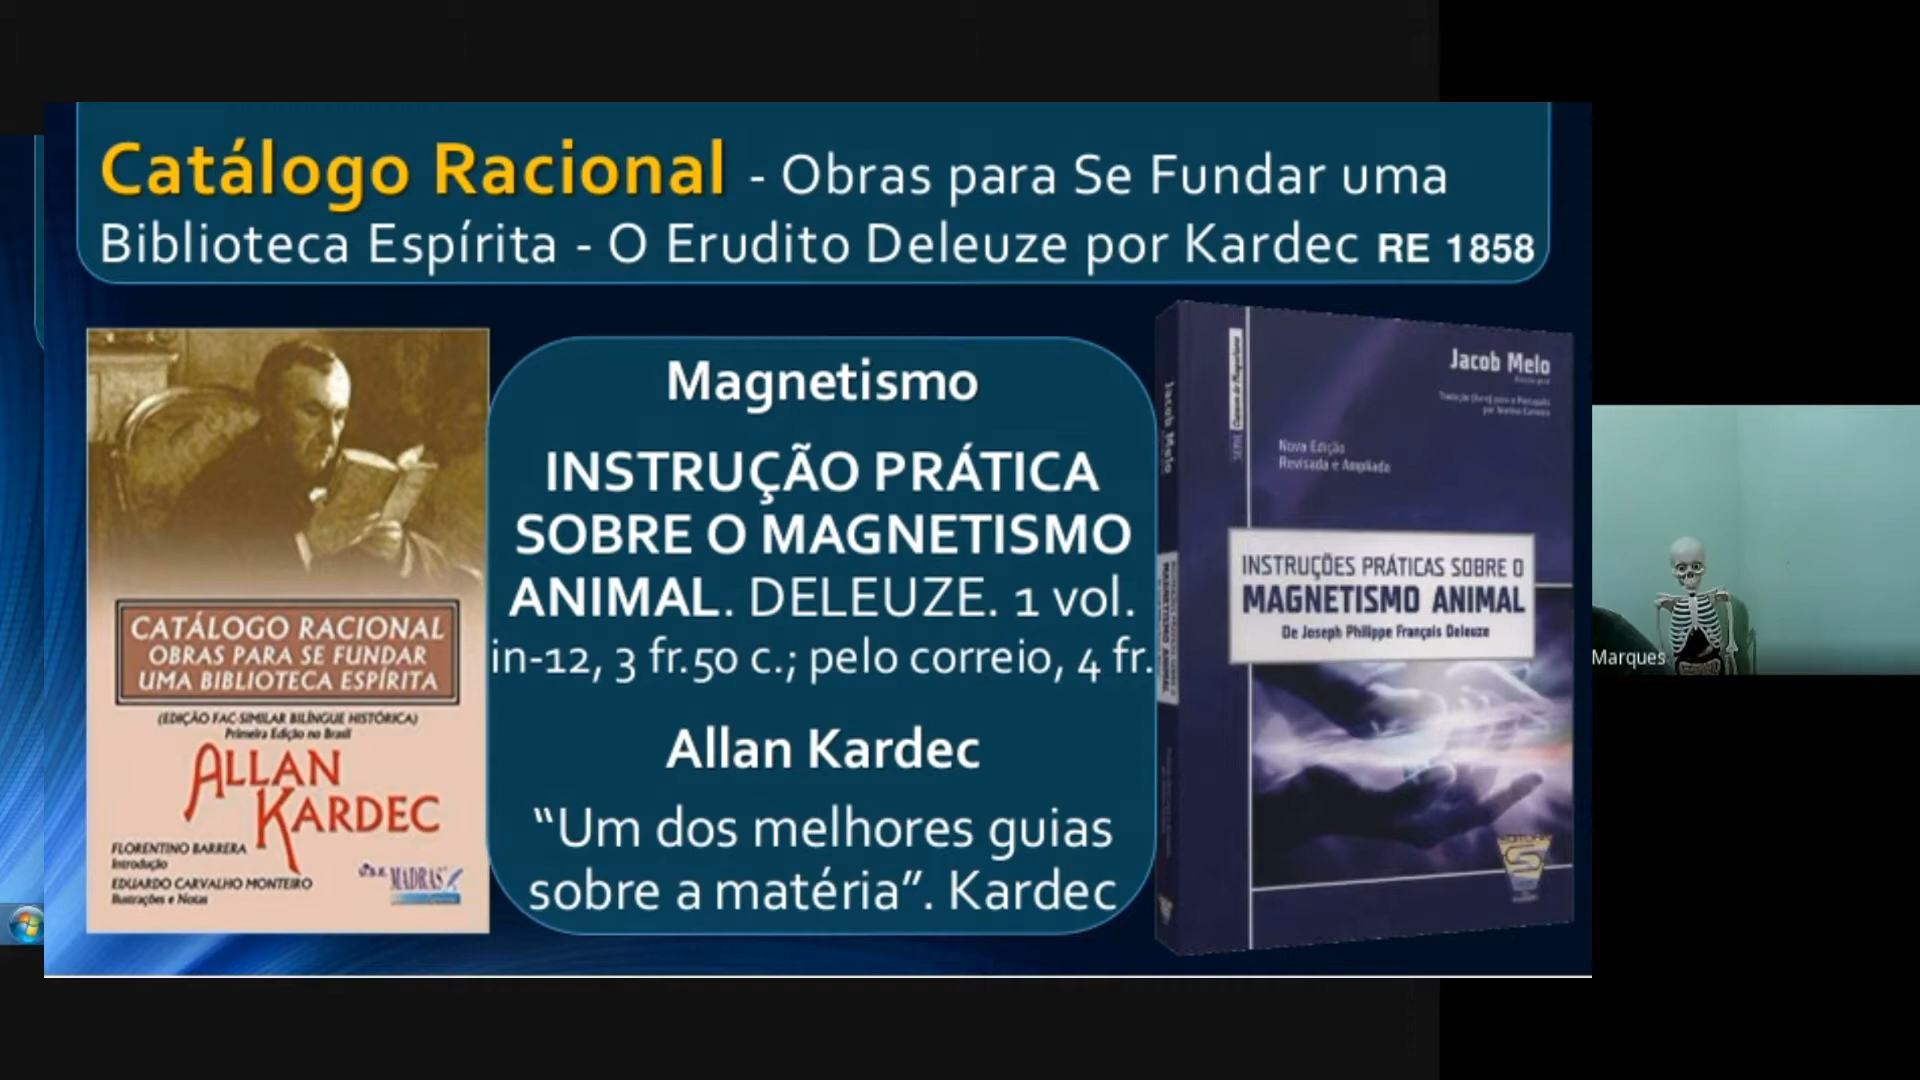 Catálogo Racional - Obras para Se Fundar uma
Biblioteca Espírita - O Erudito Deleuze por Kardec RE 1858
CATÁLOGO RACIONAL
OBRAS PARA SE FUNDAR
UMA BIBLIOTECA ESPÍRITA
(EDIÇÃO FAC-SIMILAR BILÍNGUE HISTÓRICA)
Primeira Edição no Brasil
ALLAN
KARDEC
FLORENTINO BARRERA
Introdução
EDUARDO CARVALHO MONTEIRO
Ilustrações e Notas
MADRAS
Magnetismo
INSTRUÇÃO PRÁTICA
SOBRE O MAGNETISMO
ANIMAL. DELEUZE. 1 vol.
in-12, 3 fr.50 c.; pelo correio, 4 fr.
Allan Kardec
“Um dos melhores guias
sobre a matéria”. Kardec
Jacob Melo
Jacob Melo
Nova Edição
Revisada e Ampliada
INSTRUÇÕES PRÁTICAS SOBRE O
MAGNETISMO ANIMAL
De Joseph Philippe François Deleuze
Marques